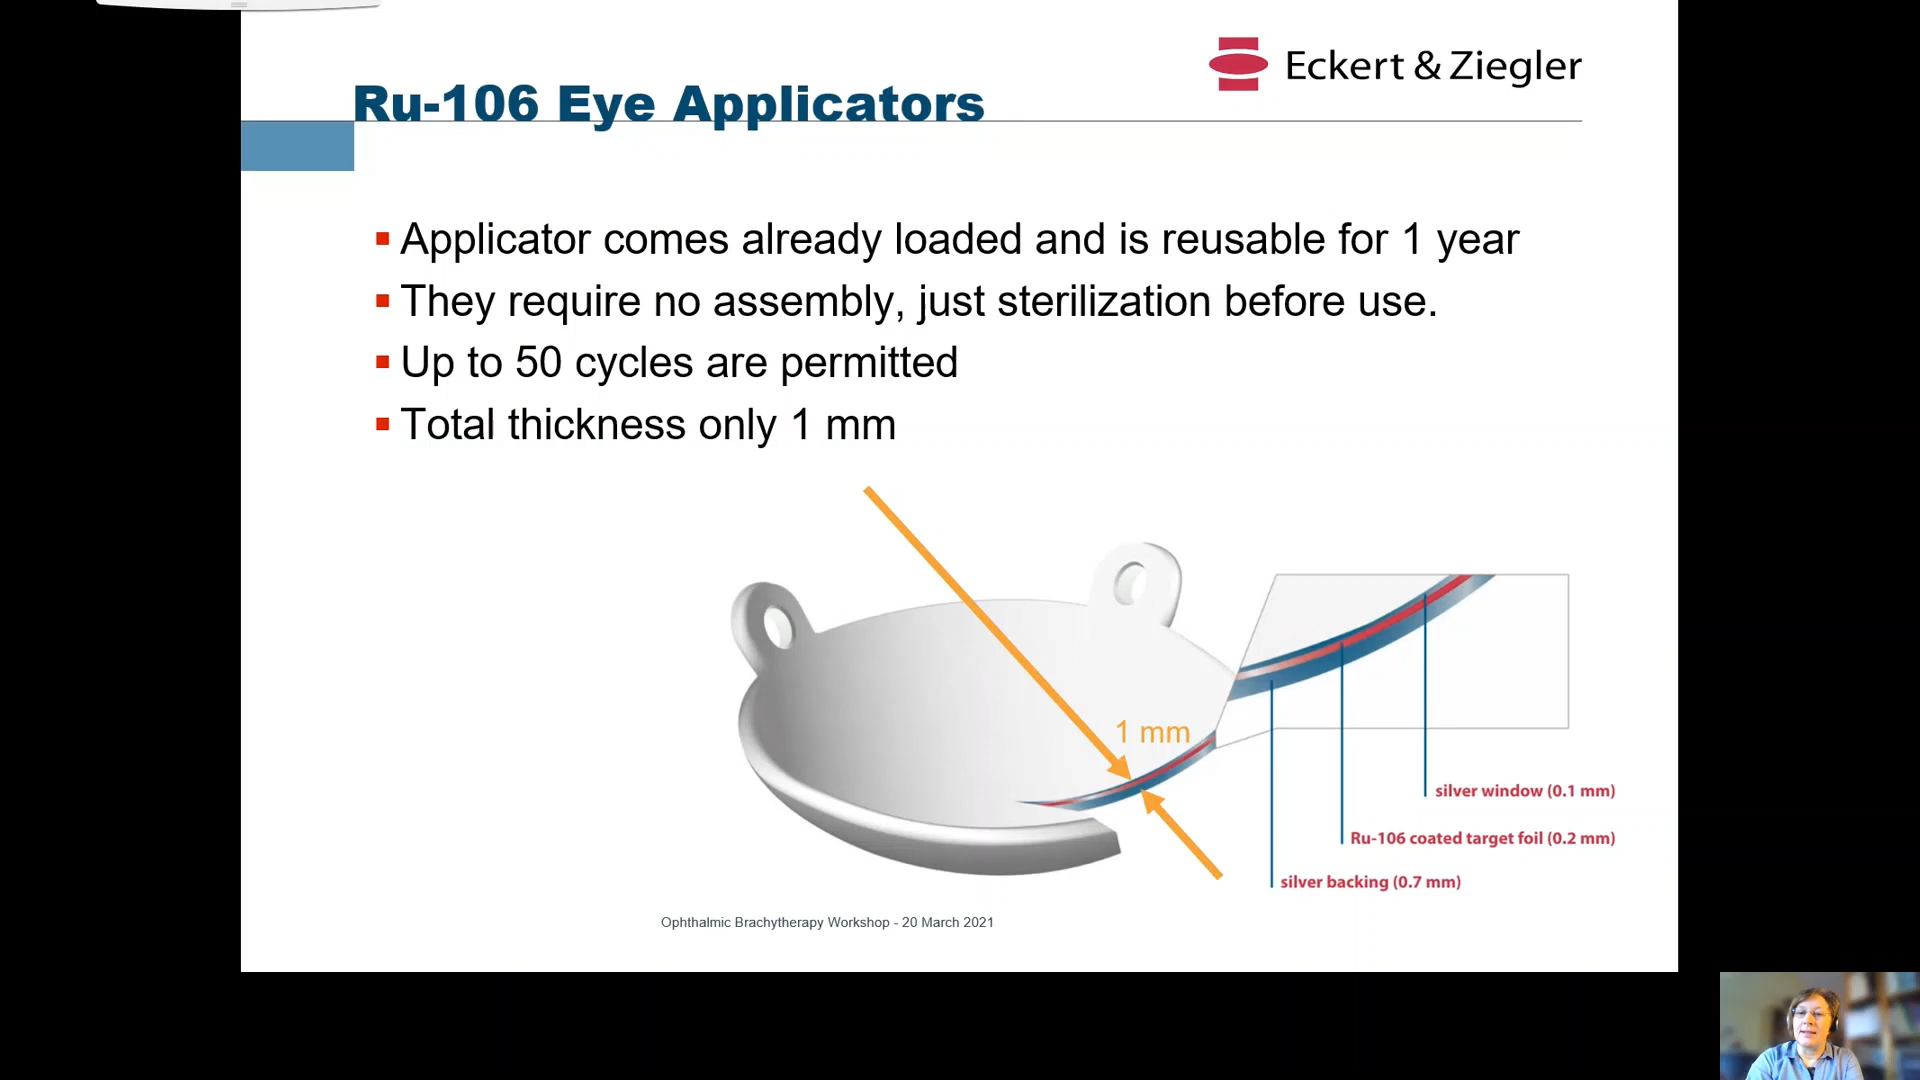 Eckert & Ziegler
Ru-106 Eye Applicators
Applicator comes already loaded and is reusable for 1 year
They require no assembly, just sterilization before use.
Up to 50 cycles are permitted
Total thickness only 1 mm
1 mm
silver window (0.1 mm)
Ru-106 coated target foil (0.2 mm)
silver backing (0.7 mm)
Ophthalmic Brachytherapy Workshop - 20 March 2021